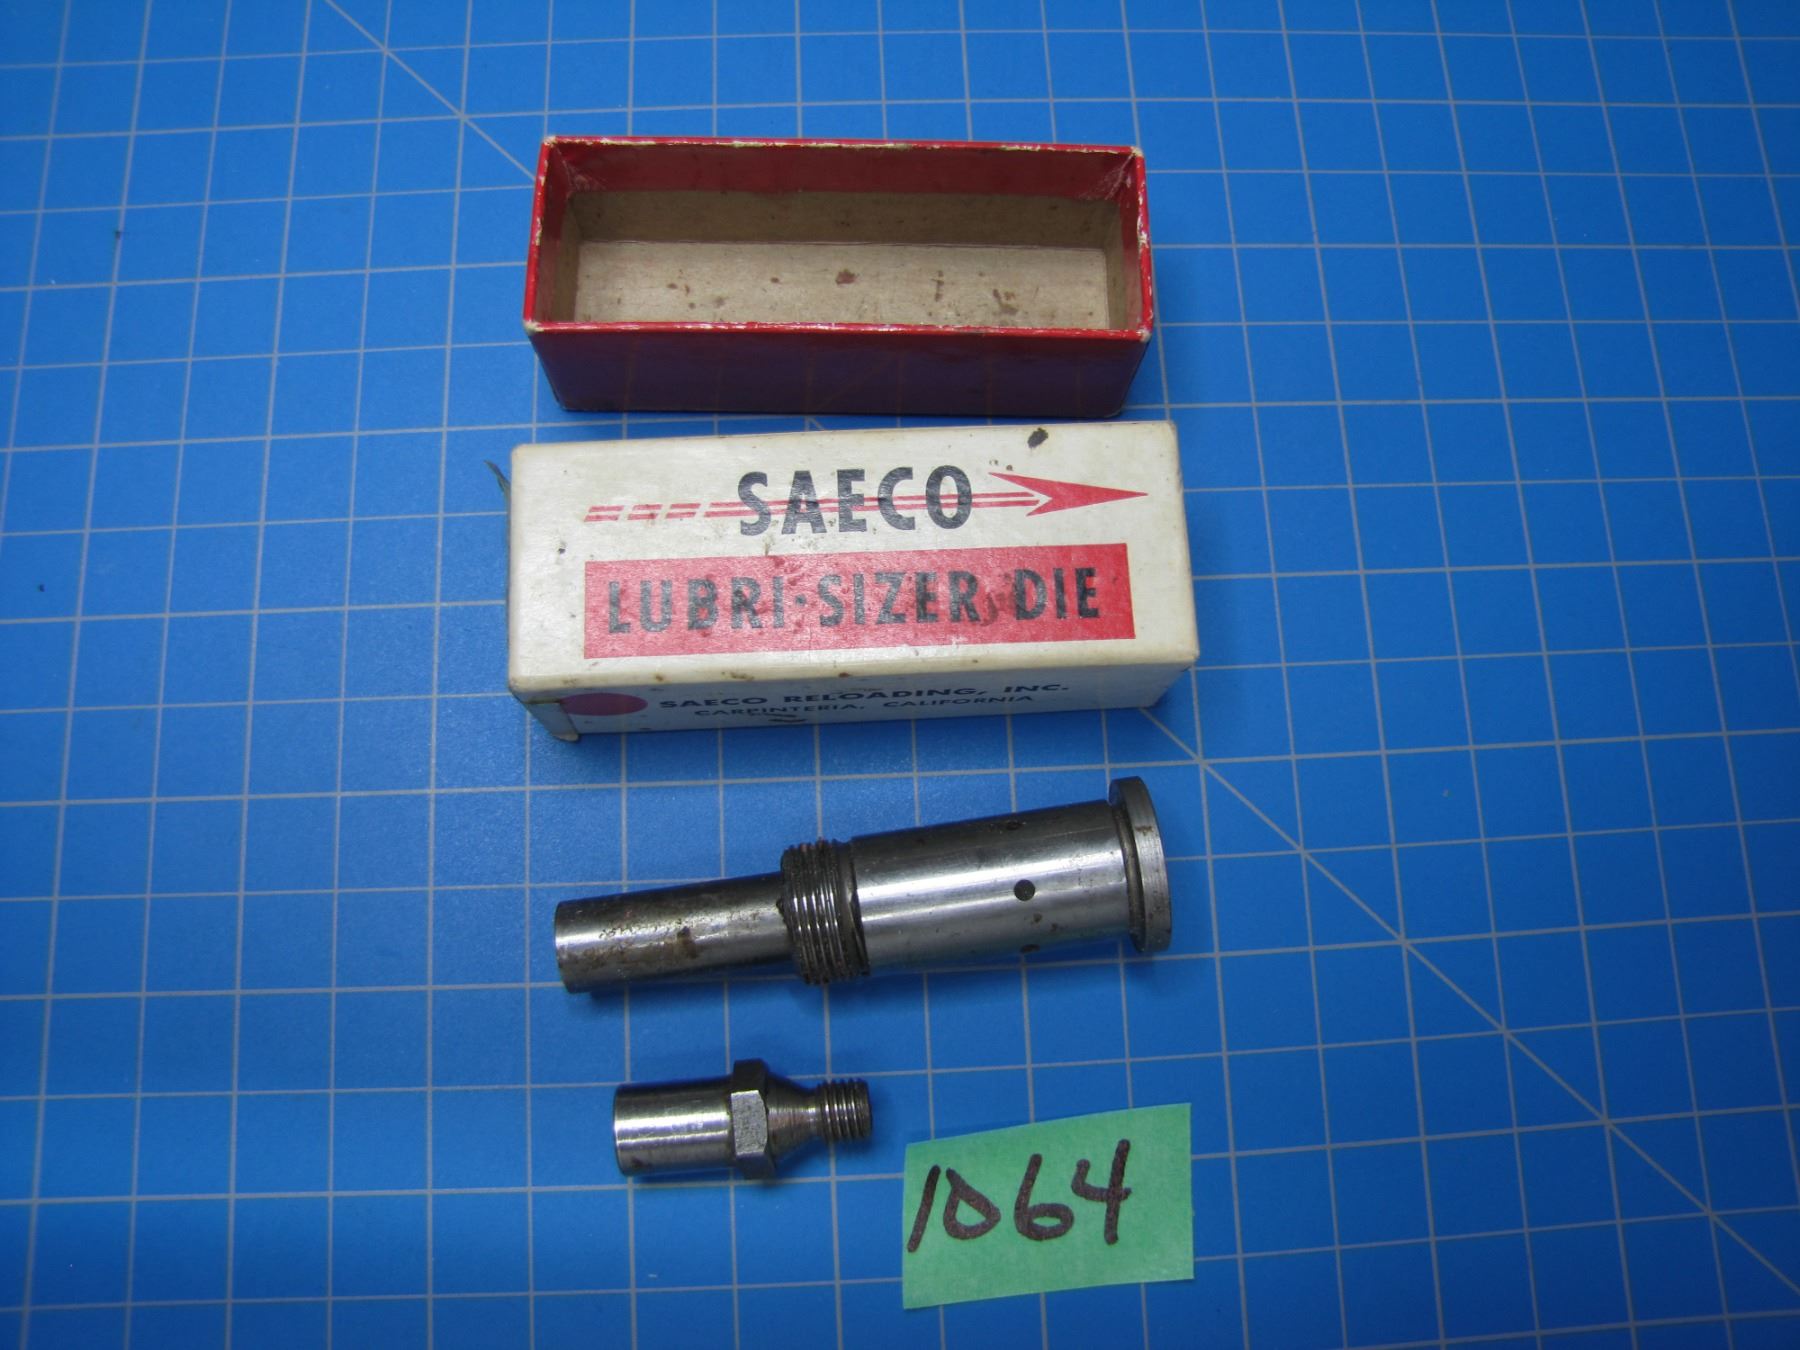 SAECO
LUBRI·SIZER DIE
SAECO RELOADING, INC.
CARPINTERIA, CALIFORNIA
1064